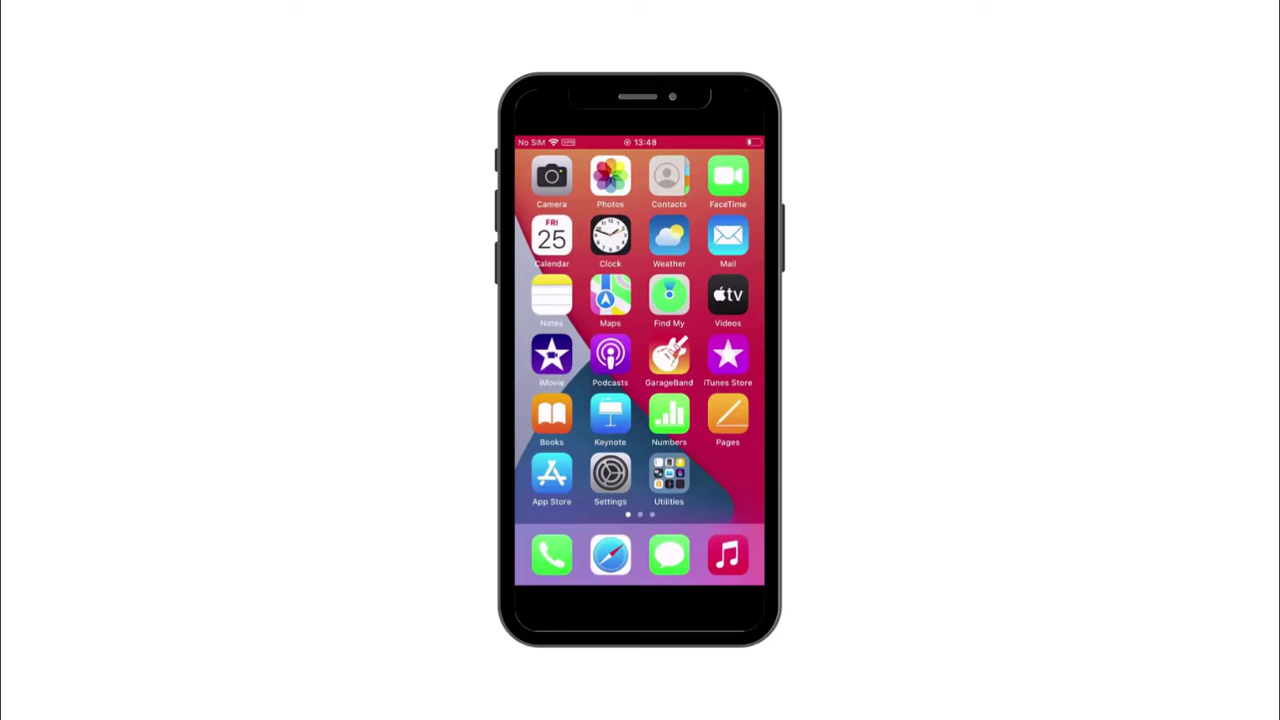 No SIM VPN 13:48
Camera Photos Contacts FaceTime
FRI
25
Calendar Clock Weather Mail
tv
Notes Maps Find My Videos
iMovie Podcasts GarageBand iTunes Store
Books Keynote Numbers Pages
App Store Settings Utilities